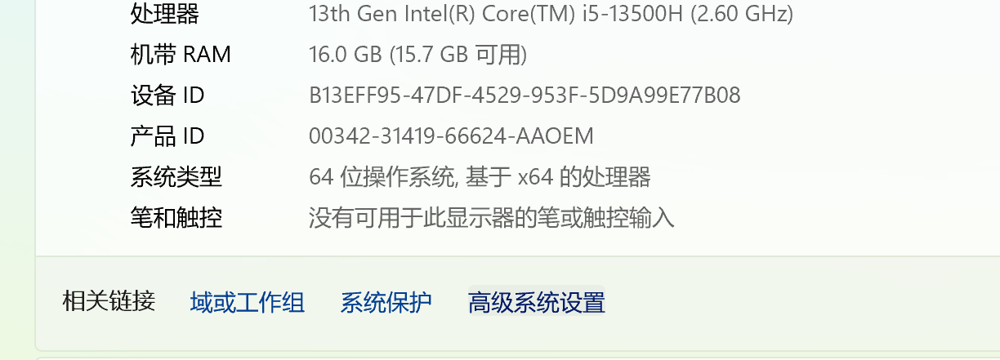 处理器 13th Gen Intel(R) Core(TM) i5-13500H (2.60 GHz)
机带 RAM 16.0 GB (15.7 GB 可用)
设备 ID B13EFF95-47DF-4529-953F-5D9A99E77B08
产品 ID 00342-31419-66624-AAOEM
系统类型 64 位操作系统, 基于 x64 的处理器
笔和触控 没有可用于此显示器的笔或触控输入
相关链接 域或工作组 系统保护 高级系统设置